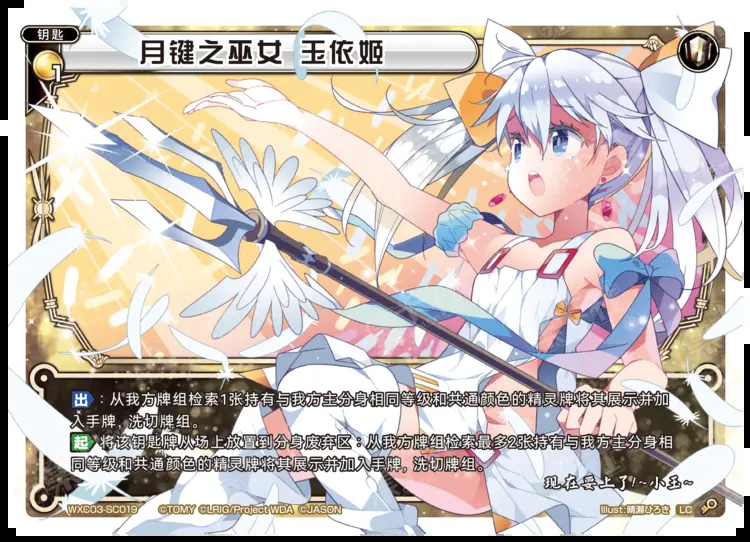 钥匙
月键之巫女 玉依姬
1
出：从我方牌组检索1张持有与我方主分身相同等级和共通颜色的精灵牌将其展示并加
入手牌，洗切牌组。
起 将该钥匙牌从场上放置到分身废弃区：从我方牌组检索最多2张持有与我方主分身相
同等级和共通颜色的精灵牌将其展示并加入手牌，洗切牌组。
现在要上了!~小玉~
WXC03-SC019 ©TOMY ©LRIG/Project WDA ©JASON
Illust:晴瀬ひろき LC